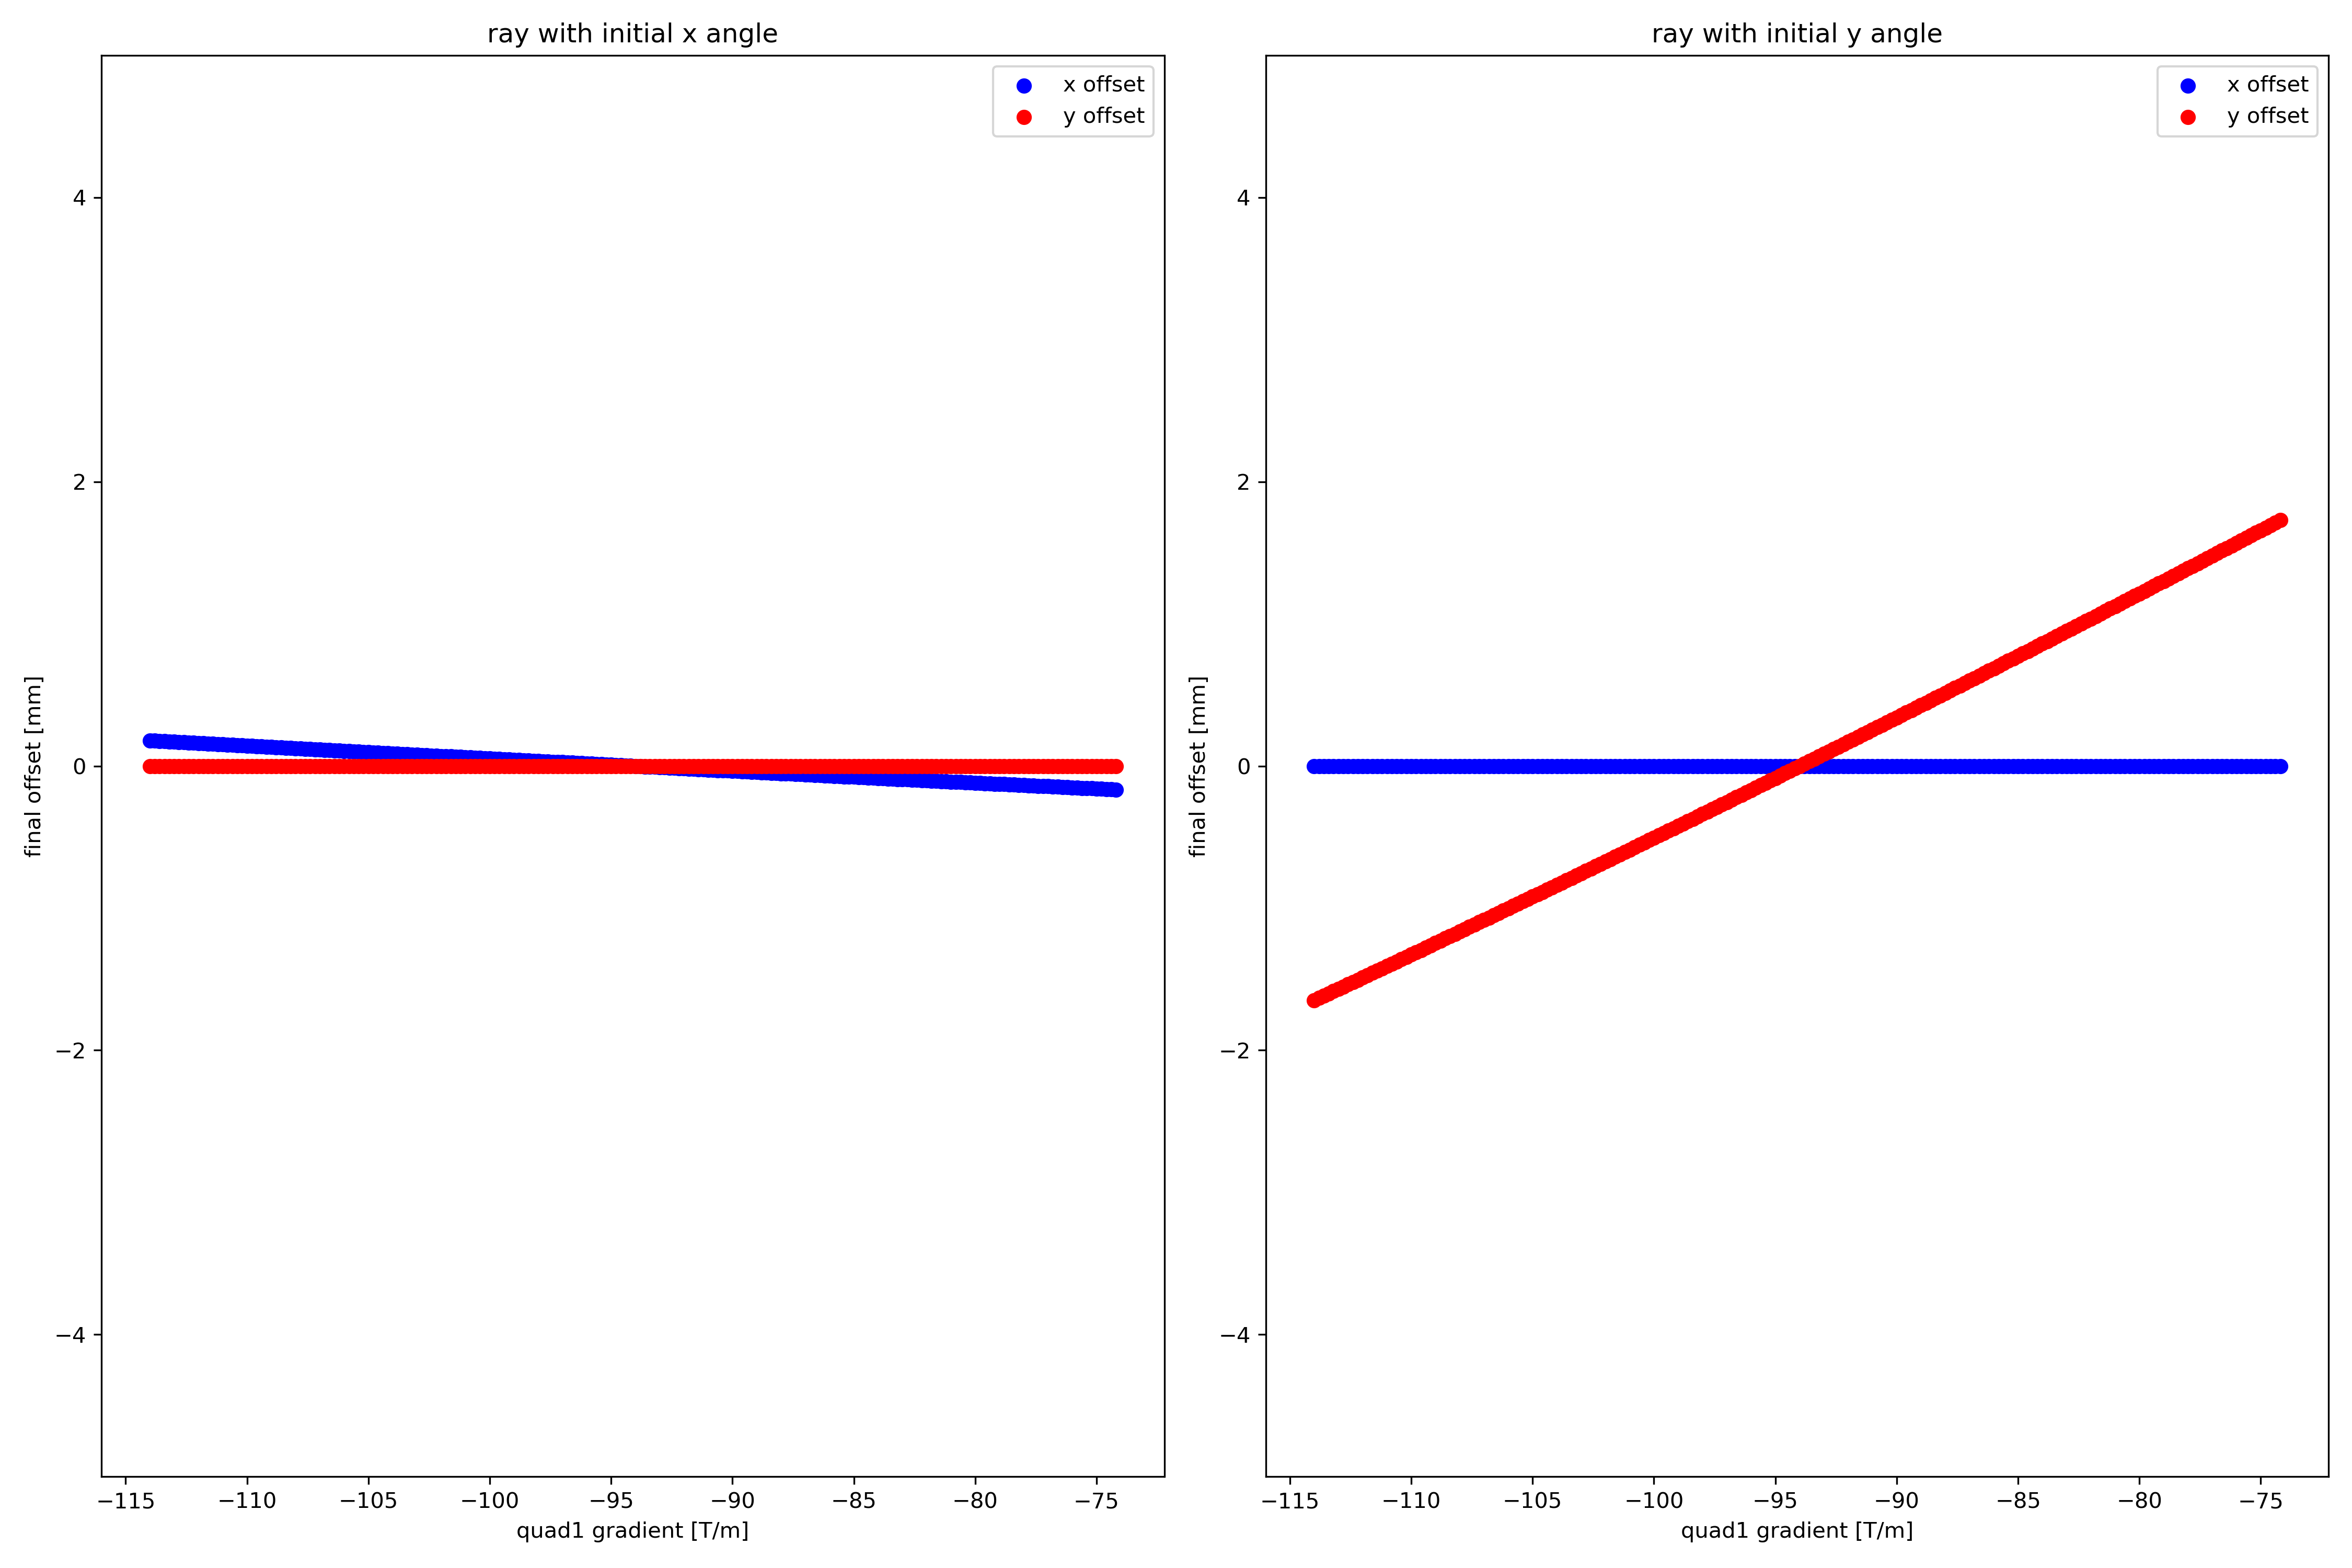 ray with initial x angle
x offset
y offset
4
2
0
−2
−4
final offset [mm]
−115 −110 −105 −100 −95 −90 −85 −80 −75
quad1 gradient [T/m]
ray with initial y angle
x offset
y offset
4
2
0
−2
−4
final offset [mm]
−115 −110 −105 −100 −95 −90 −85 −80 −75
quad1 gradient [T/m]